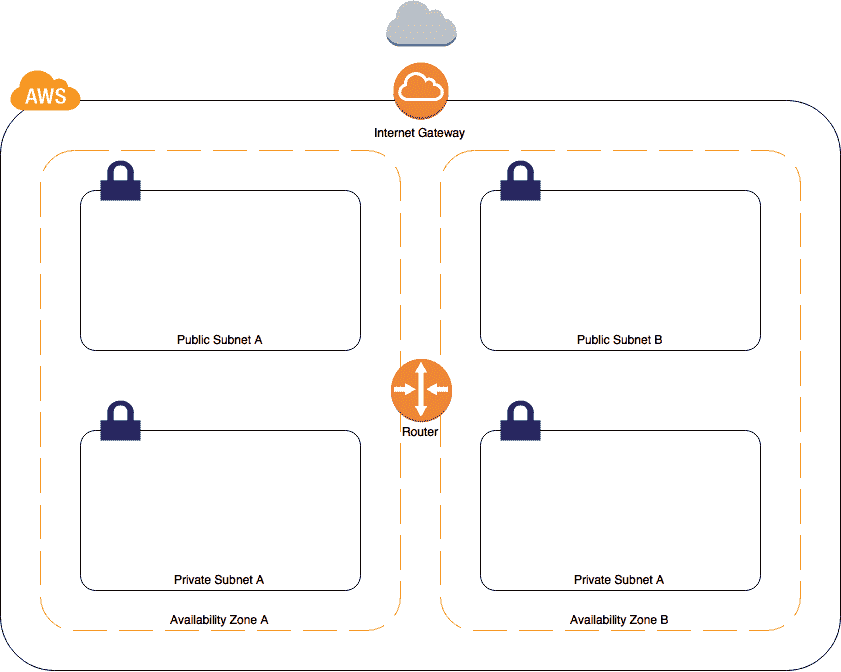 AWS
Internet Gateway
Public Subnet A
Public Subnet B
Router
Private Subnet A
Private Subnet A
Availability Zone A
Availability Zone B